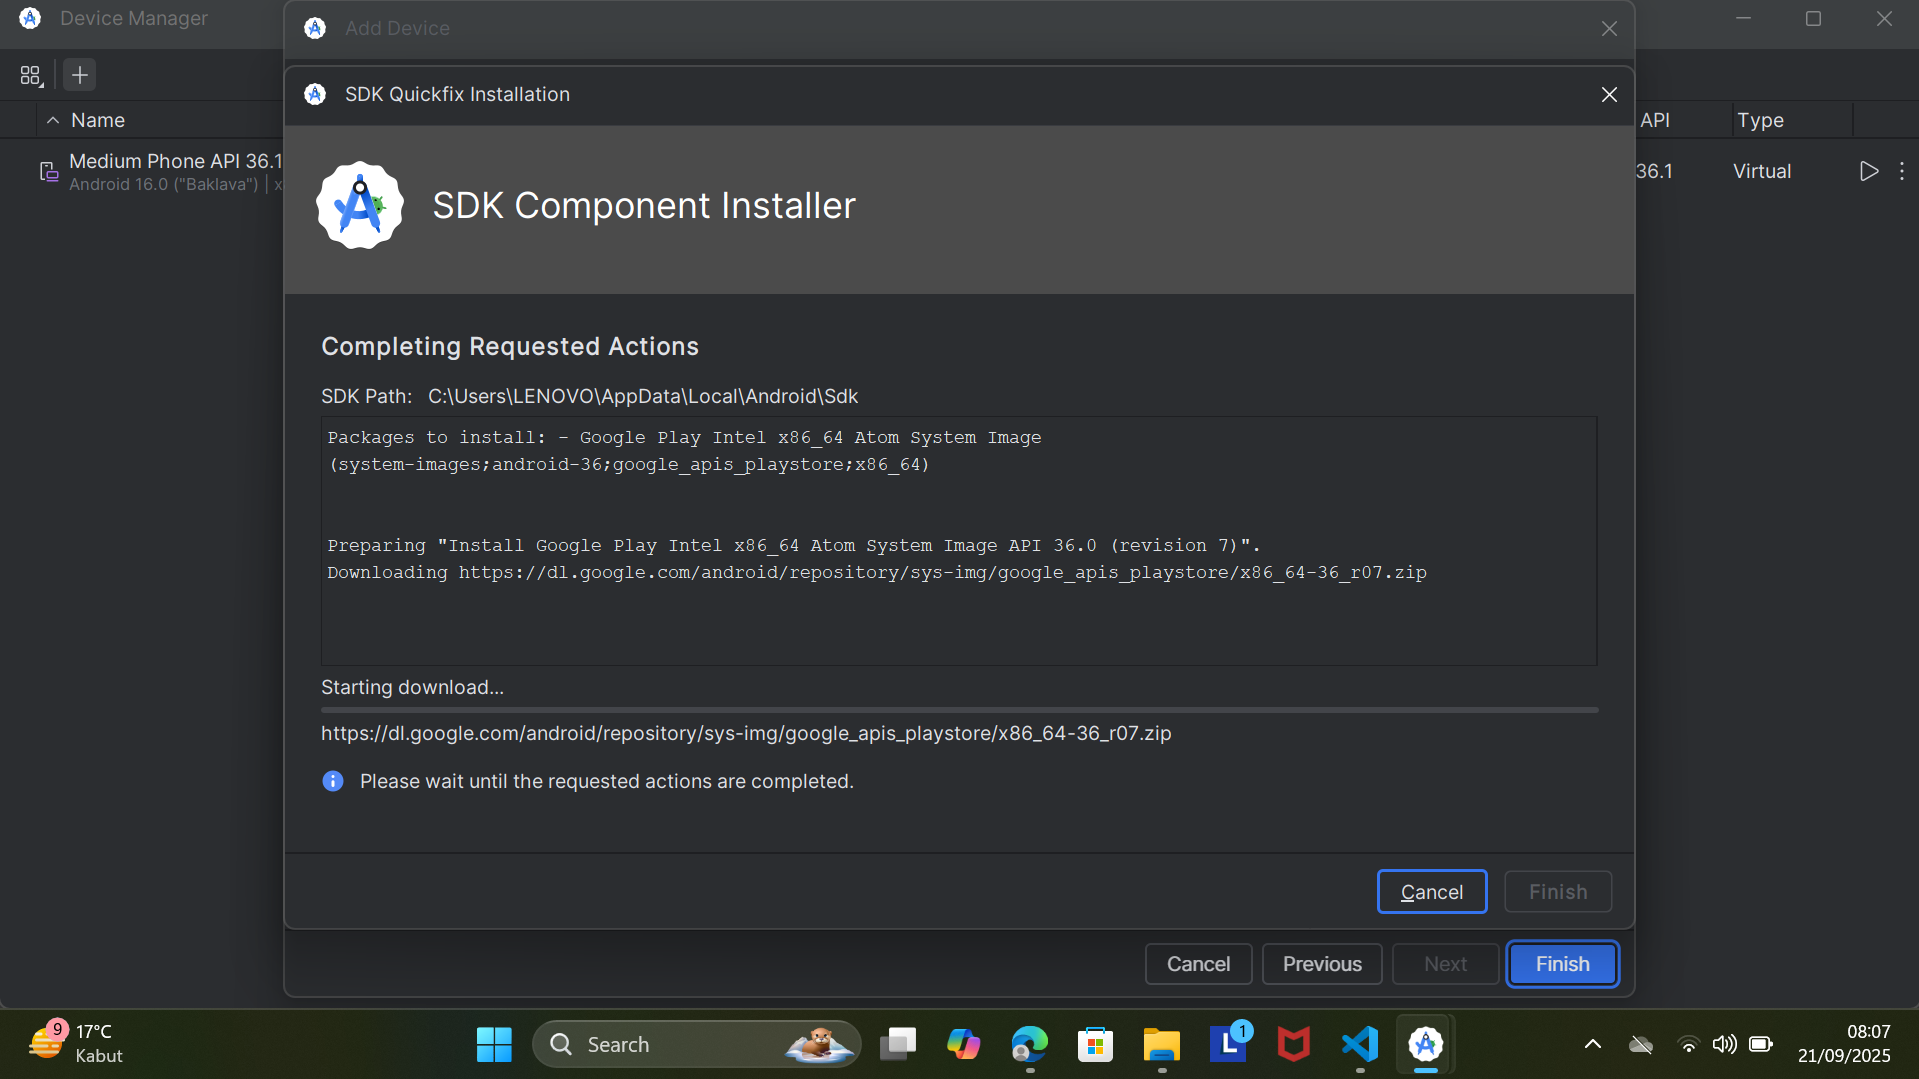 Device Manager
Add Device
SDK Quickfix Installation
Name
API
Type
Medium Phone API 36.1
Android 16.0 ("Baklava") | x
36.1
Virtual
SDK Component Installer
Completing Requested Actions
SDK Path: C:\Users\LENOVO\AppData\Local\Android\Sdk
Packages to install: - Google Play Intel x86_64 Atom System Image
(system-images;android-36;google_apis_playstore;x86_64)
Preparing "Install Google Play Intel x86_64 Atom System Image API 36.0 (revision 7)".
Downloading https://dl.google.com/android/repository/sys-img/google_apis_playstore/x86_64-36_r07.zip
Starting download...
https://dl.google.com/android/repository/sys-img/google_apis_playstore/x86_64-36_r07.zip
Please wait until the requested actions are completed.
Cancel
Finish
Cancel
Previous
Next
Finish
9
17°C
Kabut
Search
L
1
08:07
21/09/2025